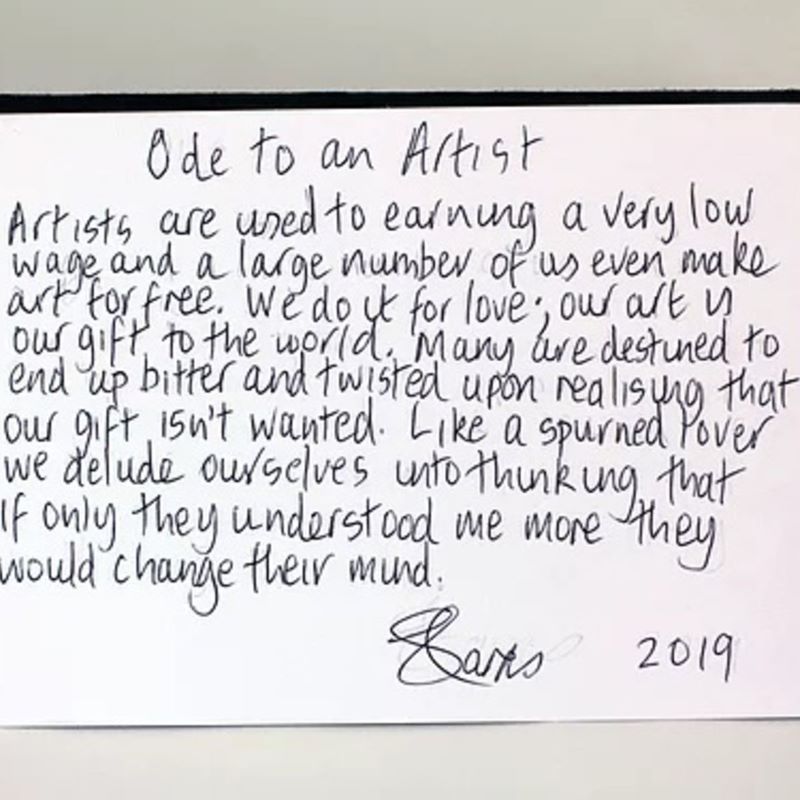 Ode to an Artist
Artists are used to earning a very low
wage and a large number of us even make
art for free. We do it for love; our art is
our gift to the world. Many are destined to
end up bitter and twisted upon realising that
our gift isn't wanted. Like a spurned lover
we delude ourselves into thinking that
if only they understood me more they
would change their mind.
2019